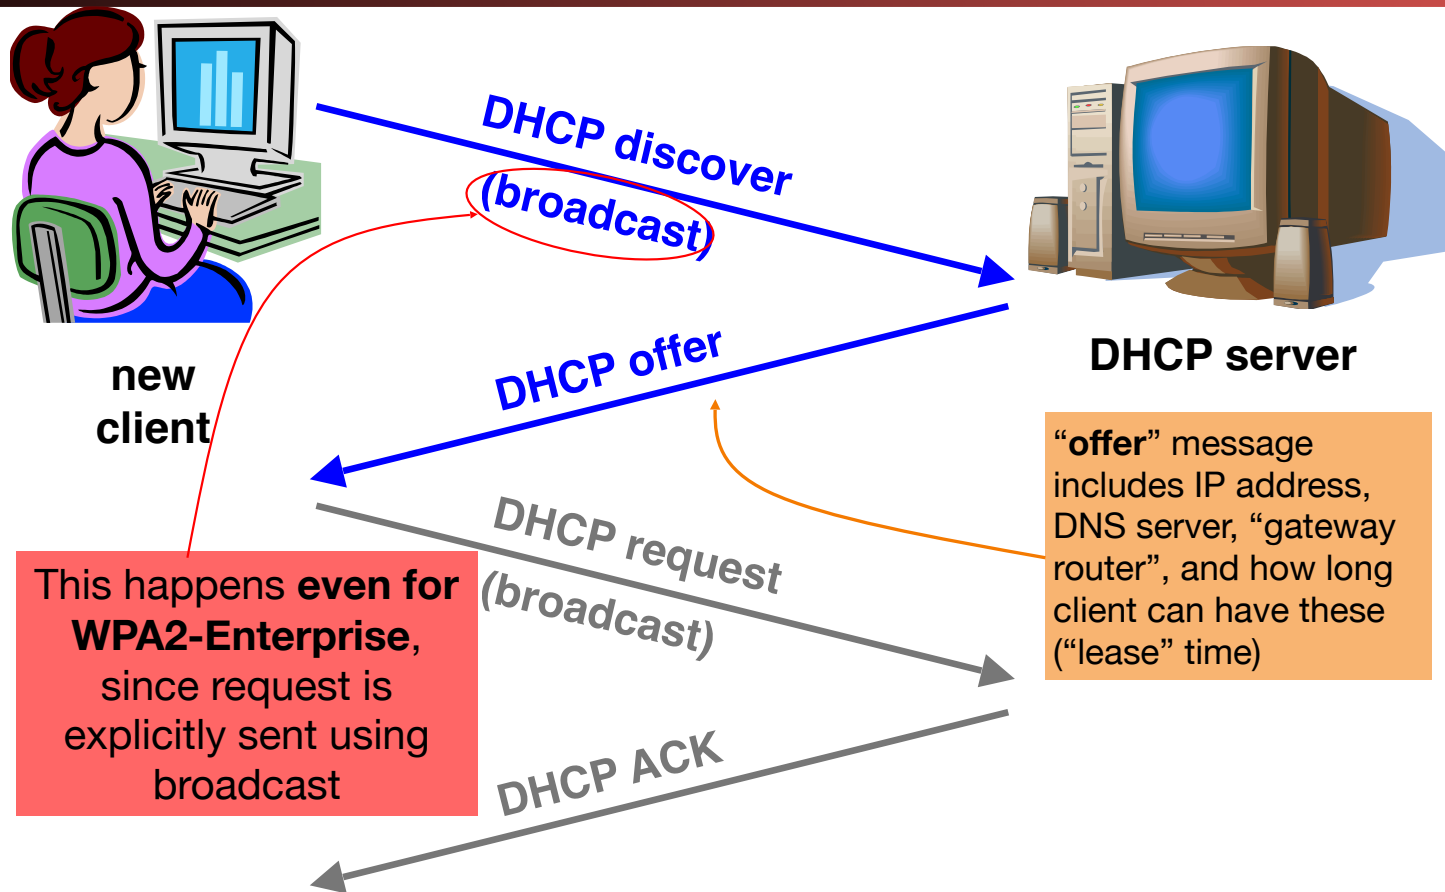 DHCP discover
(broadcast)
DHCP offer
DHCP server
new
client
“offer” message
includes IP address,
DNS server, “gateway
router”, and how long
client can have these
(“lease” time)
DHCP request
(broadcast)
This happens even for
WPA2-Enterprise,
since request is
explicitly sent using
broadcast
DHCP ACK